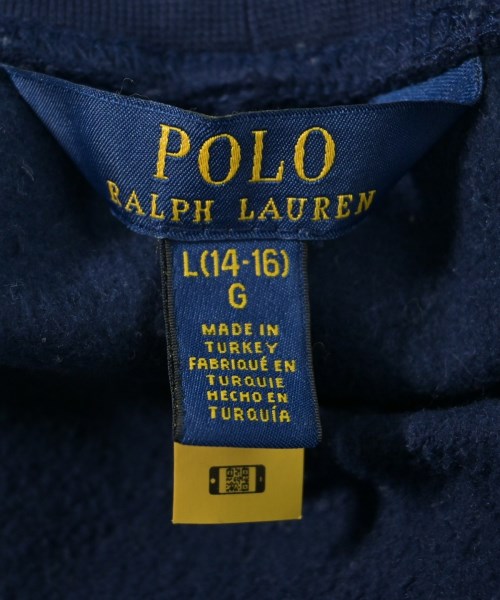 POLO
RALPH LAUREN
L(14-16)
G
MADE IN
TURKEY
FABRIQUÉ EN
TURQUIE
HECHO EN
TURQUÍA